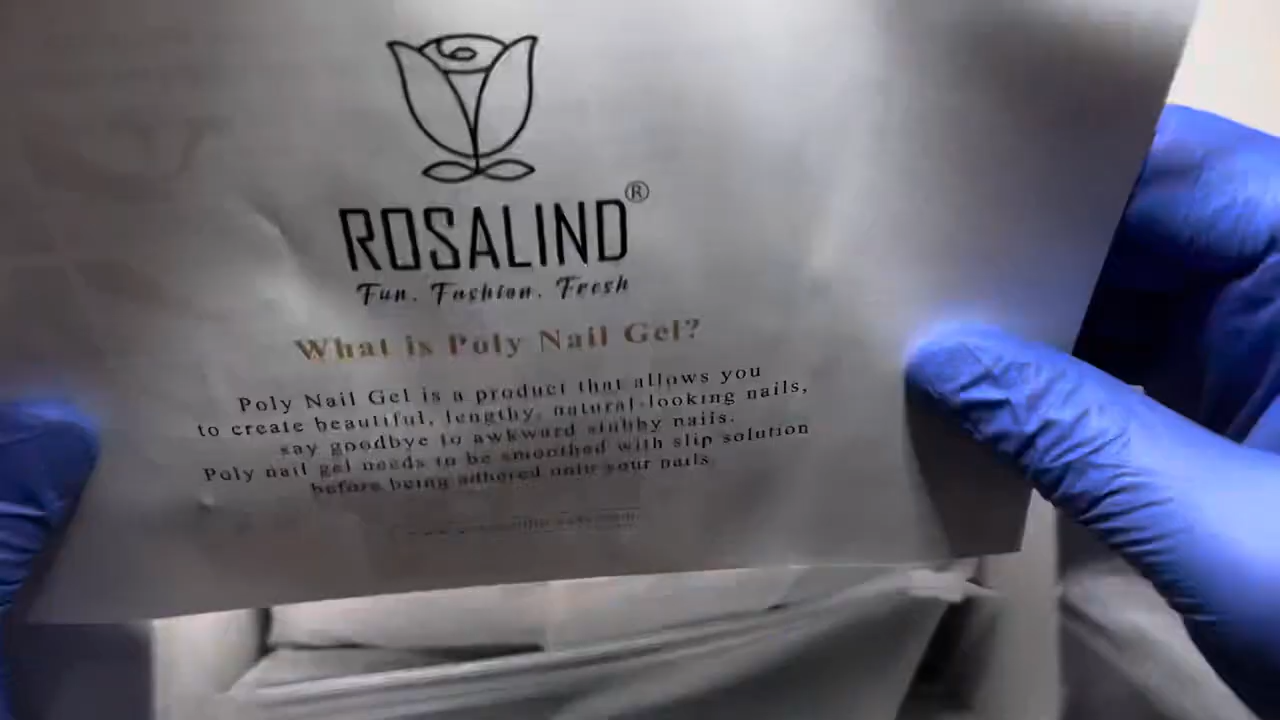 ROSALIND®
Fun. Fashion. Fresh
What is Poly Nail Gel?
Poly Nail Gel is a product that allows you
to create beautiful, lengthy, natural-looking nails,
say goodbye to awkward stubby nails.
Poly nail gel needs to be smoothed with slip solution
before being adhered onto your nails.